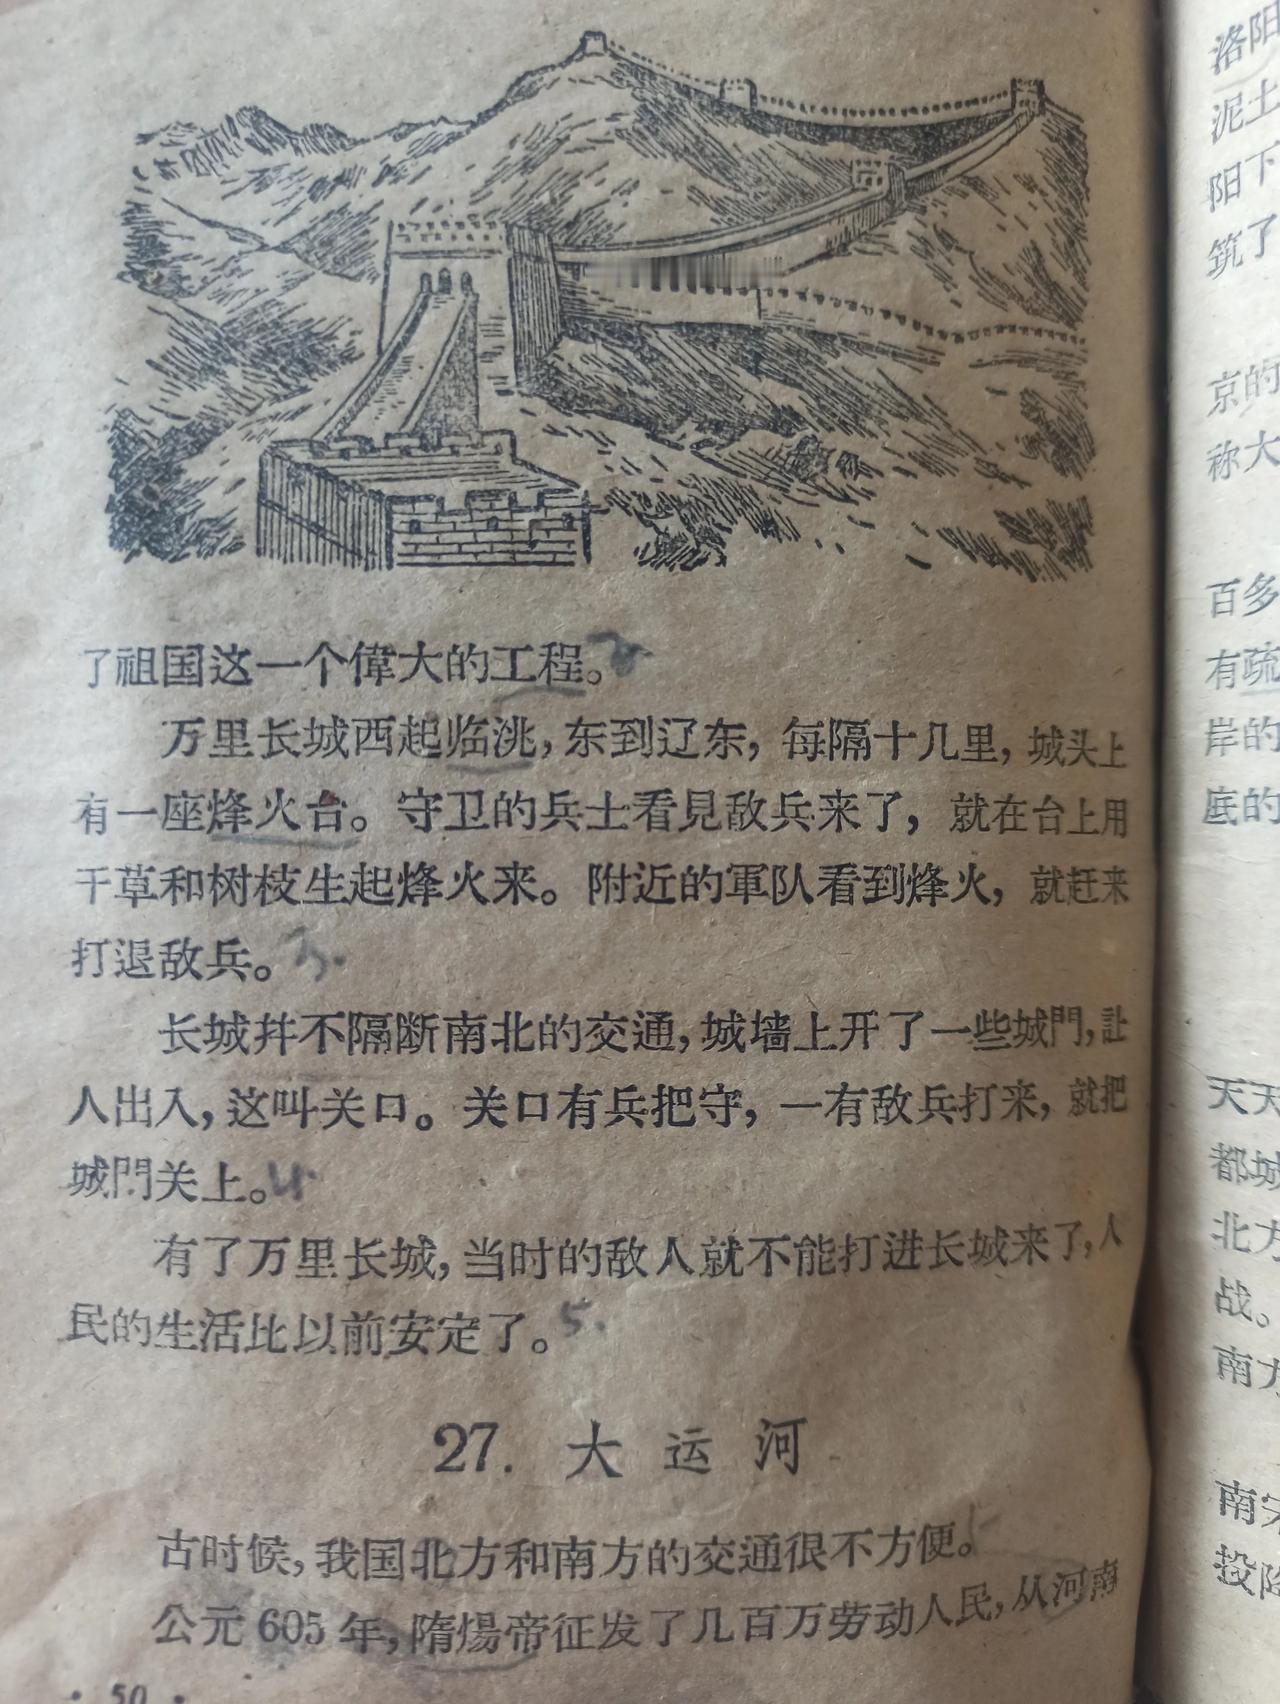 了祖国这一个偉大的工程。2.
万里长城西起临洮，东到辽东，每隔十几里，城头上
有一座烽火台。守卫的兵士看見敌兵来了，就在台上用
干草和树枝生起烽火来。附近的軍队看到烽火，就赶来
打退敌兵。3.
长城幷不隔断南北的交通，城墙上开了一些城門，让
人出入，这叫关口。关口有兵把守，一有敌兵打来，就把
城門关上。4.
有了万里长城，当时的敌人就不能打进长城来了，人
民的生活比以前安定了。5.
27. 大运河
古时候，我国北方和南方的交通很不方便。
公元605年，隋煬帝征发了几百万劳动人民，从河南
· 50 ·
洛阳
泥土
阳下
筑了
京的
称大
百多
有疏
岸的
底的
天天
都城
北方
战。
南方
南宋
投降